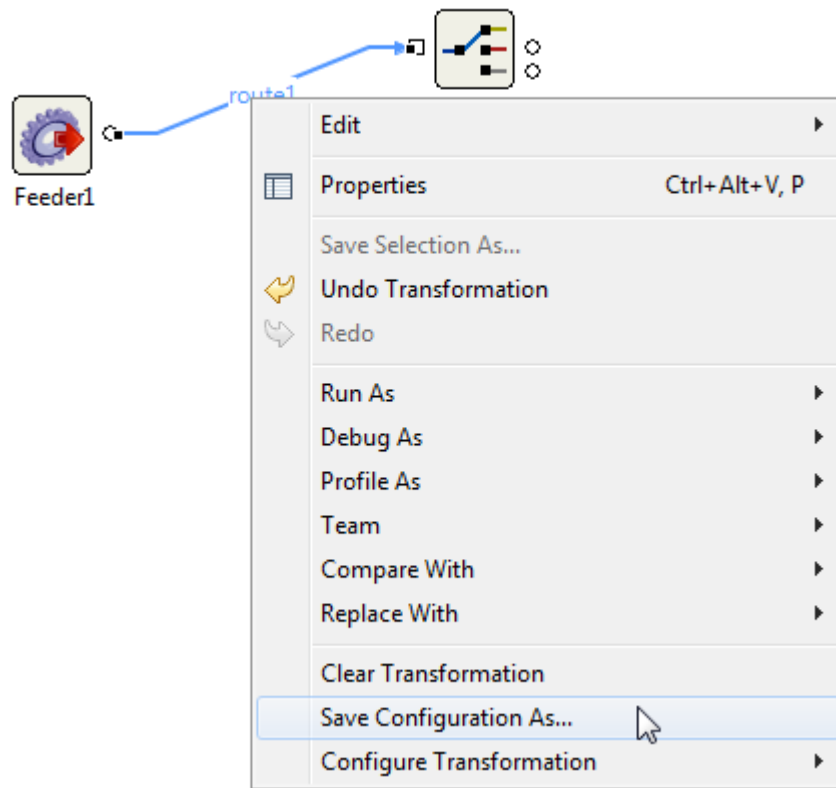 route1
Feeder1
Edit
Properties Ctrl+Alt+V, P
Save Selection As...
Undo Transformation
Redo
Run As
Debug As
Profile As
Team
Compare With
Replace With
Clear Transformation
Save Configuration As...
Configure Transformation